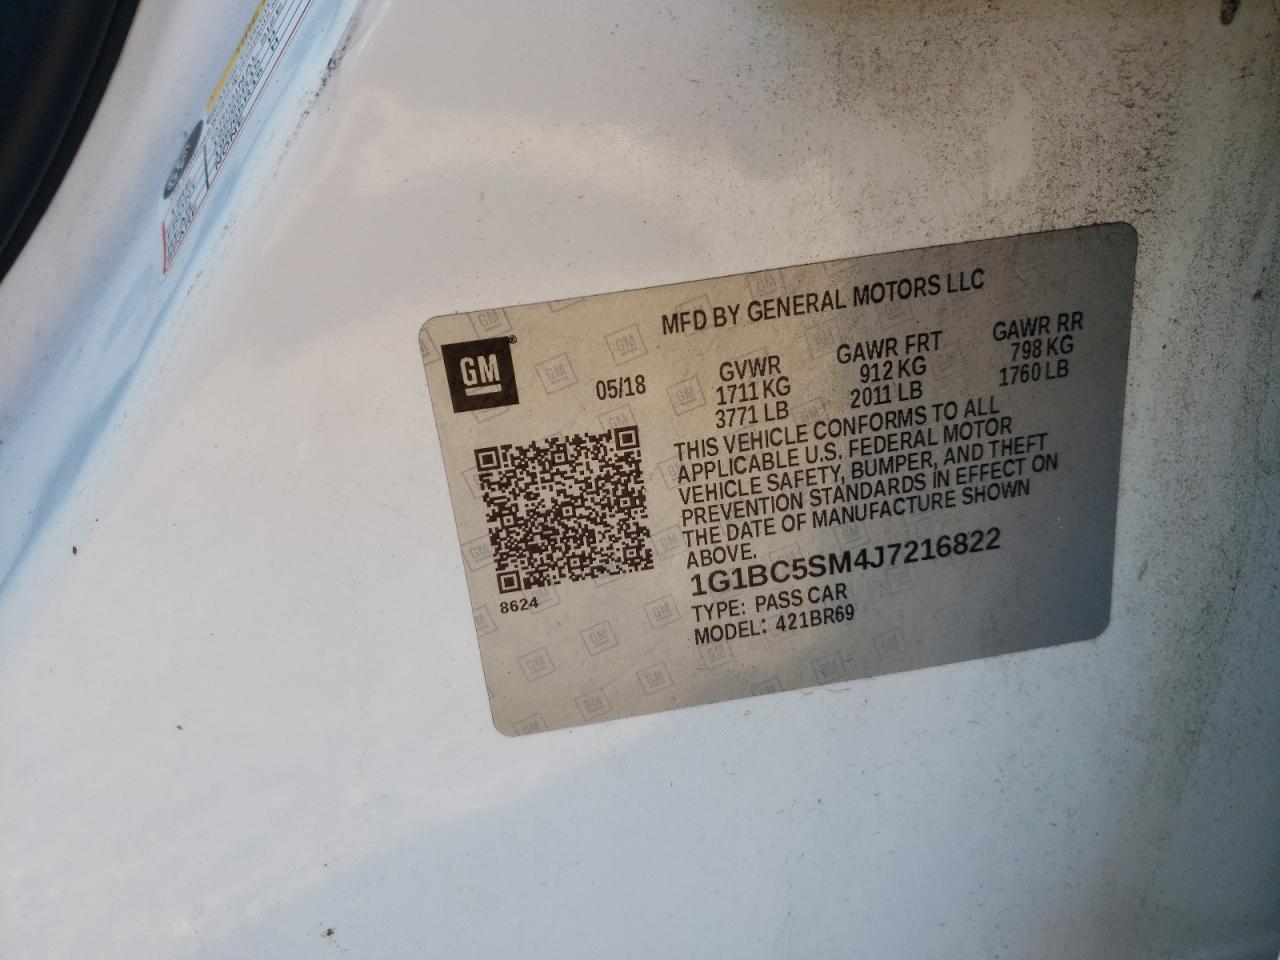 MFD BY GENERAL MOTORS LLC
GM
05/18
GVWR GAWR FRT GAWR RR
1711 KG 912 KG 798 KG
3771 LB 2011 LB 1760 LB
THIS VEHICLE CONFORMS TO ALL
APPLICABLE U.S. FEDERAL MOTOR
VEHICLE SAFETY, BUMPER, AND THEFT
PREVENTION STANDARDS IN EFFECT ON
THE DATE OF MANUFACTURE SHOWN
ABOVE.
8624
1G1BC5SM4J7216822
TYPE: PASS CAR
MODEL: 421BR69